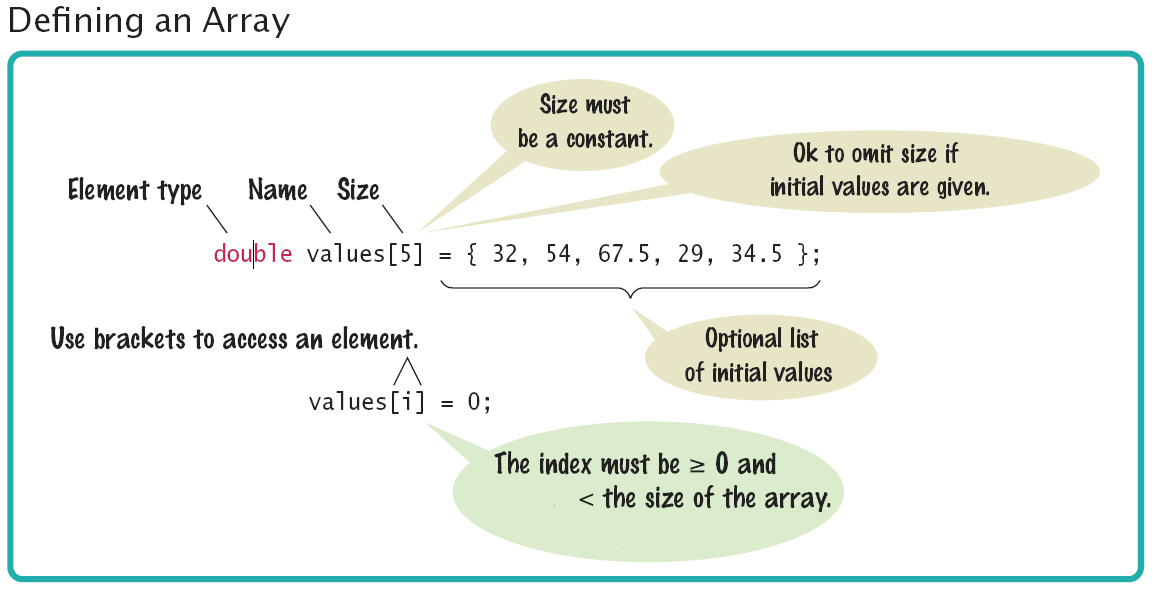 Defining an Array
Size must
be a constant.
Ok to omit size if
initial values are given.
Element type Name Size
double values[5] = { 32, 54, 67.5, 29, 34.5 };
Use brackets to access an element.
Optional list
of initial values
values[i] = 0;
The index must be ≥ 0 and
< the size of the array.